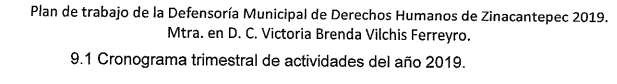 Plan de trabajo de la Defensoría Municipal de Derechos Humanos de Zinacantepec 2019.
Mtra. en D. C. Victoria Brenda Vilchis Ferreyro.
9.1 Cronograma trimestral de actividades del año 2019.